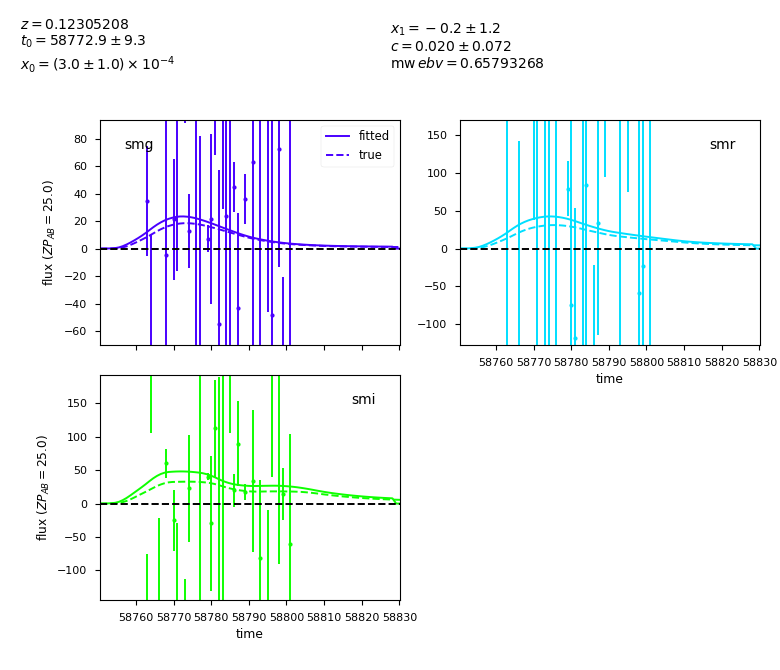 z = 0.12305208
t₀ = 58772.9 ± 9.3
x₀ = (3.0 ± 1.0) × 10⁻⁴
x₁ = −0.2 ± 1.2
c = 0.020 ± 0.072
mw ebv = 0.65793268
smg
fitted
true
80
60
40
20
0
−20
−40
−60
flux (ZP_AB = 25.0)
smr
150
100
50
0
−50
−100
58760 58770 58780 58790 58800 58810 58820 58830
time
smi
150
100
50
0
−50
−100
flux (ZP_AB = 25.0)
58760 58770 58780 58790 58800 58810 58820 58830
time